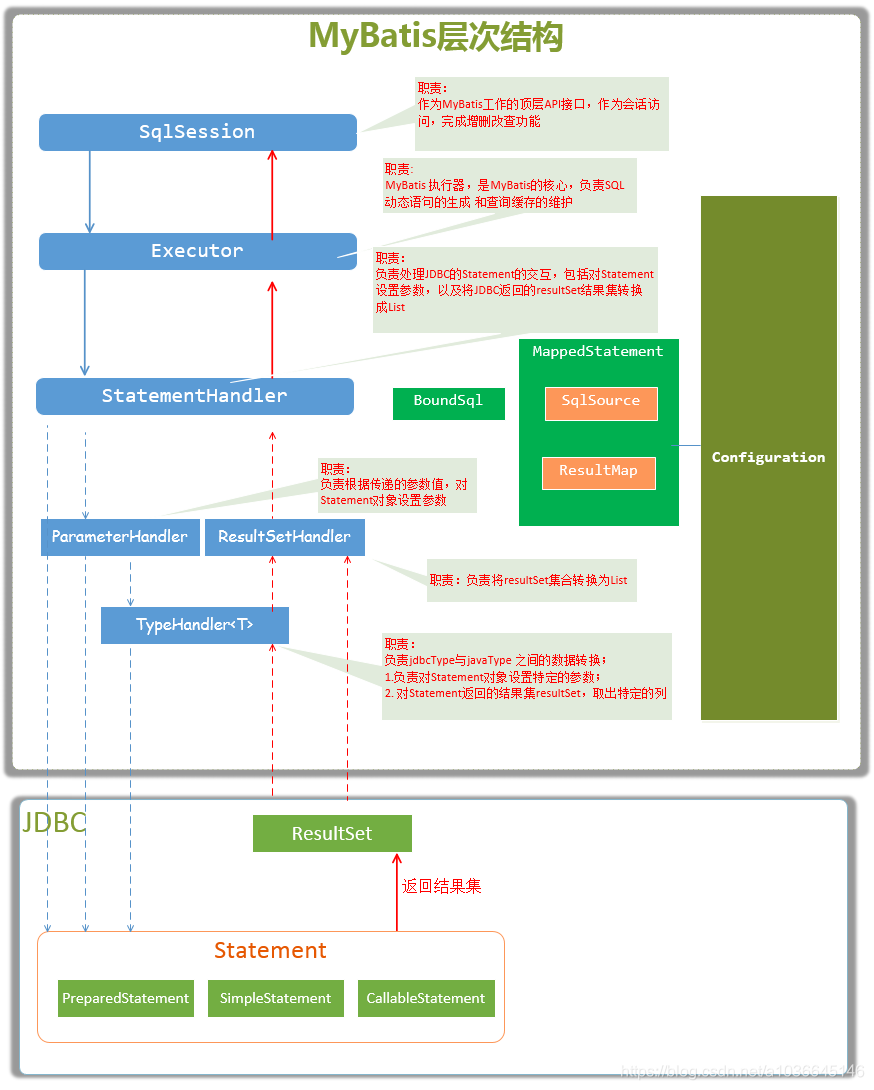 MyBatis层次结构
职责：
作为MyBatis工作的顶层API接口，作为会话访
问，完成增删改查功能
SqlSession
职责:
MyBatis 执行器，是MyBatis的核心，负责SQL
动态语句的生成 和查询缓存的维护
Executor
职责：
负责处理JDBC的Statement的交互，包括对Statement
设置参数，以及将JDBC返回的resultSet结果集转换
成List
MappedStatement
StatementHandler
BoundSql
SqlSource
Configuration
ResultMap
职责：
负责根据传递的参数值，对
Statement对象设置参数
ParameterHandler
ResultSetHandler
职责：负责将resultSet集合转换为List
TypeHandler<T>
职责：
负责jdbcType与javaType 之间的数据转换；
1.负责对Statement对象设置特定的参数；
2. 对Statement返回的结果集resultSet，取出特定的列
JDBC
ResultSet
返回结果集
Statement
PreparedStatement
SimpleStatement
CallableStatement
https://blog.csdn.net/a1036645146